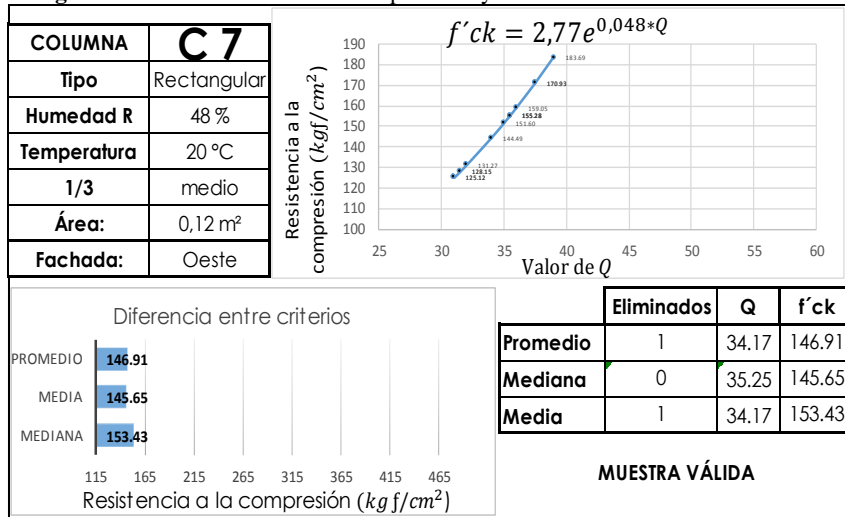 COLUMNA C 7
Tipo Rectangular
Humedad R 48 %
Temperatura 20 °C
1/3 medio
Área: 0,12 m²
Fachada: Oeste
f´ck = 2,77e^{0,048*Q}
Resistencia a la
compresión (kgf/cm²)
190
180
170
160
150
140
130
120
110
100
183.69
170.93
159.05
155.28
151.60
144.49
131.27
128.15
125.12
25 30 35 40 45 50 55 60
Valor de Q
Diferencia entre criterios
PROMEDIO 146.91
MEDIA 145.65
MEDIANA 153.43
115 165 215 265 315 365 415 465
Resistencia a la compresión (kg f/cm²)
Eliminados Q f´ck
Promedio 1 34.17 146.91
Mediana 0 35.25 145.65
Media 1 34.17 153.43
MUESTRA VÁLIDA